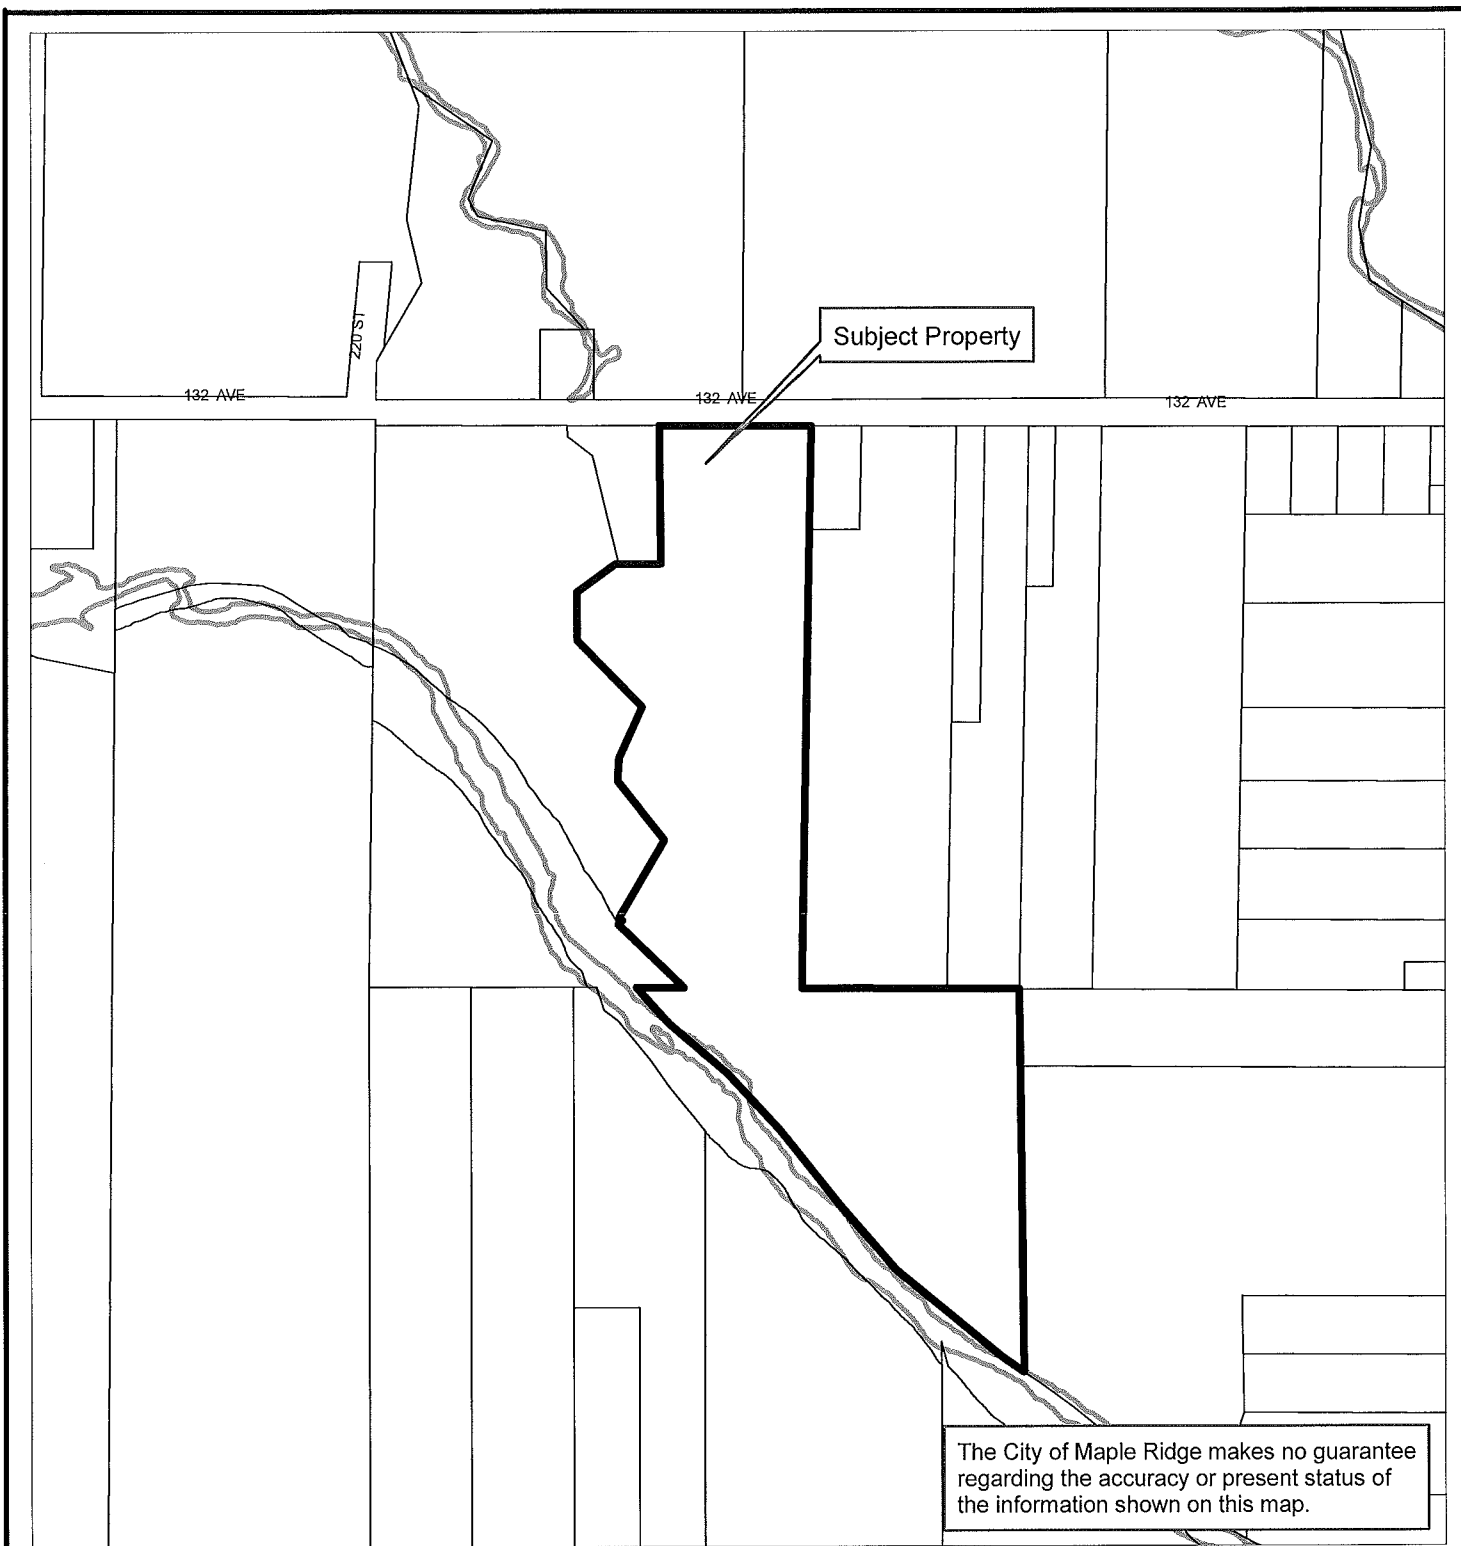 220 ST
Subject Property
132 AVE
132 AVE
132 AVE
The City of Maple Ridge makes no guarantee
regarding the accuracy or present status of
the information shown on this map.